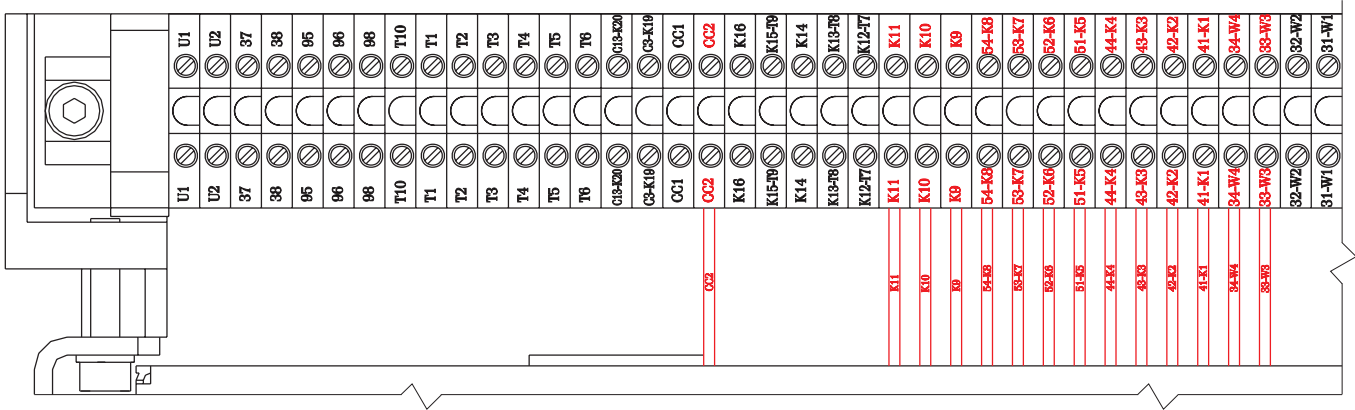 U1 U2 37 38 95 96 98 T10 T1 T2 T3 T4 T5 T6 C13-K20 C3-K19 CC1 CC2 K16 K15-T9 K14 K13-T8 K12-T7 K11 K10 K9 54-K8 53-K7 52-K6 51-K5 44-K4 43-K3 42-K2 41-K1 34-W4 33-W3 32-W2 31-W1
U1 U2 37 38 95 96 98 T10 T1 T2 T3 T4 T5 T6 C13-K20 C3-K19 CC1 CC2 K16 K15-T9 K14 K13-T8 K12-T7 K11 K10 K9 54-K8 53-K7 52-K6 51-K5 44-K4 43-K3 42-K2 41-K1 34-W4 33-W3 32-W2 31-W1
CC2 K11 K10 K9 54-K8 53-K7 52-K6 51-K5 44-K4 43-K3 42-K2 41-K1 34-W4 33-W3